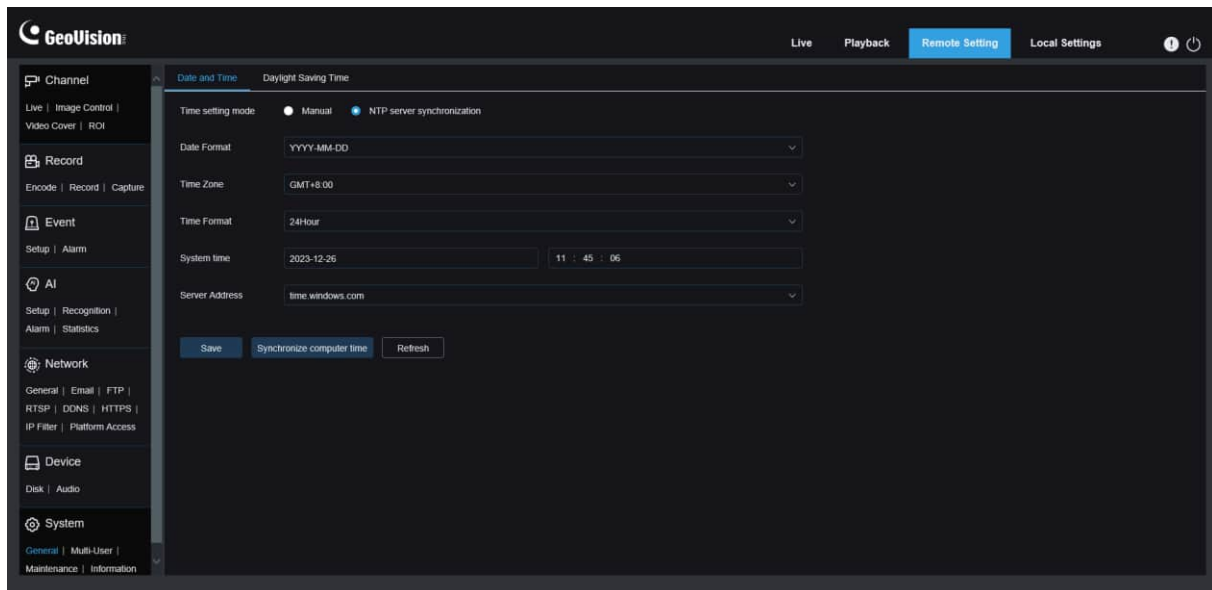 GeoVision
Live Playback Remote Setting Local Settings
Channel
Live | Image Control |
Video Cover | ROI
Record
Encode | Record | Capture
Event
Setup | Alarm
AI
Setup | Recognition |
Alarm | Statistics
Network
General | Email | FTP |
RTSP | DDNS | HTTPS |
IP Filter | Platform Access
Device
Disk | Audio
System
General | Multi-User |
Maintenance | Information
Date and Time Daylight Saving Time
Time setting mode Manual NTP server synchronization
Date Format YYYY-MM-DD
Time Zone GMT+8:00
Time Format 24Hour
System time 2023-12-26 11 : 45 : 06
Server Address time.windows.com
Save Synchronize computer time Refresh